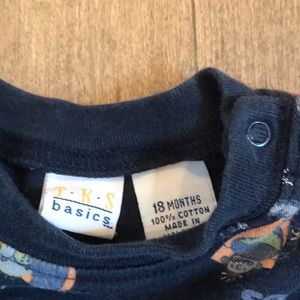 T·K·S
basics
18 MONTHS
100% COTTON
MADE IN